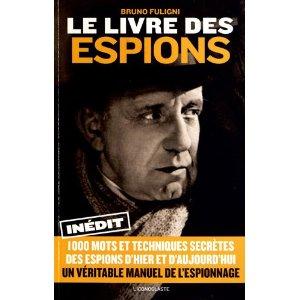 BRUNO FULIGNI
LE LIVRE DES
ESPIONS
INÉDIT
1000 MOTS ET TECHNIQUES SECRÈTES
DES ESPIONS D'HIER ET D'AUJOURD'HUI
UN VÉRITABLE MANUEL DE L'ESPIONNAGE
L'ICONOCLASTE